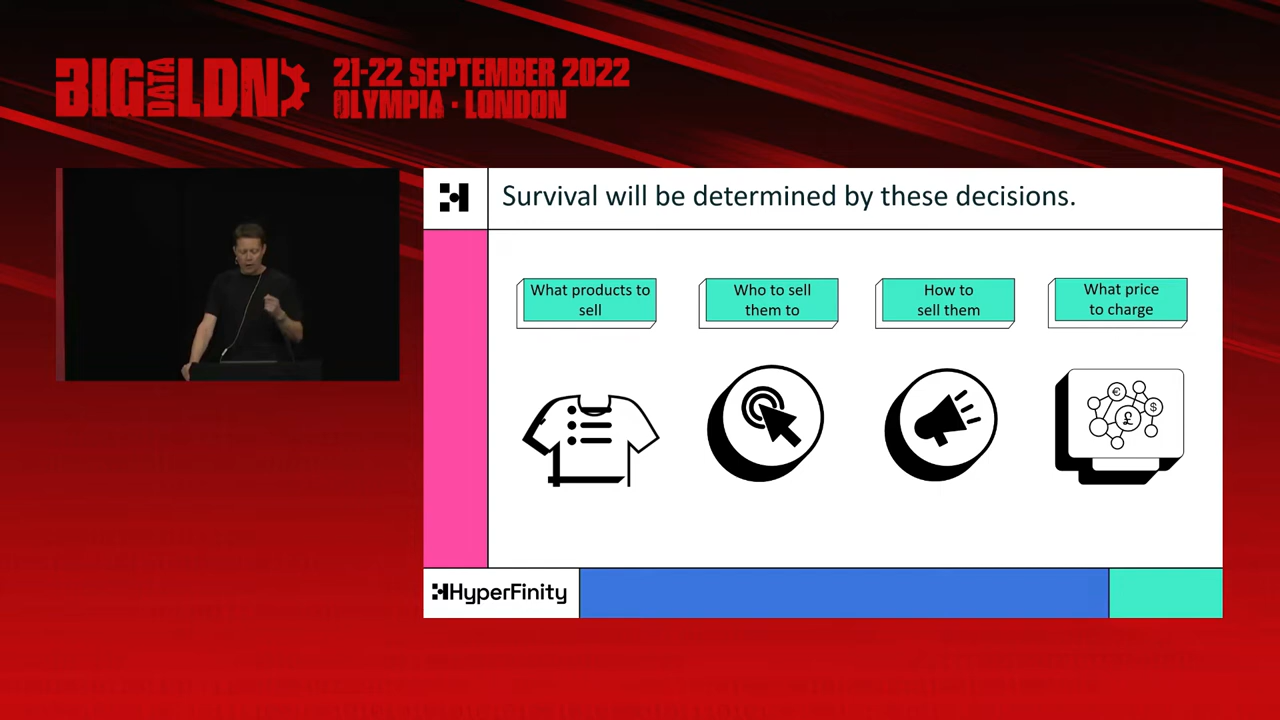 BIG DATA LDN
21-22 SEPTEMBER 2022
OLYMPIA · LONDON
Survival will be determined by these decisions.
What products to
sell
Who to sell
them to
How to
sell them
What price
to charge
€
$
£
HyperFinity